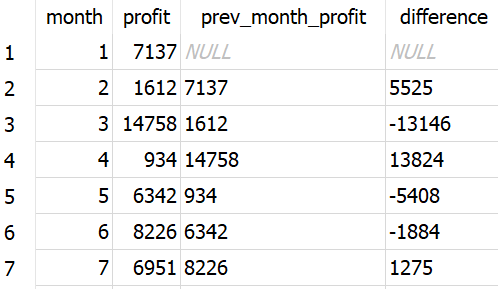 month profit prev_month_profit difference
1 1 7137 NULL NULL
2 2 1612 7137 5525
3 3 14758 1612 -13146
4 4 934 14758 13824
5 5 6342 934 -5408
6 6 8226 6342 -1884
7 7 6951 8226 1275